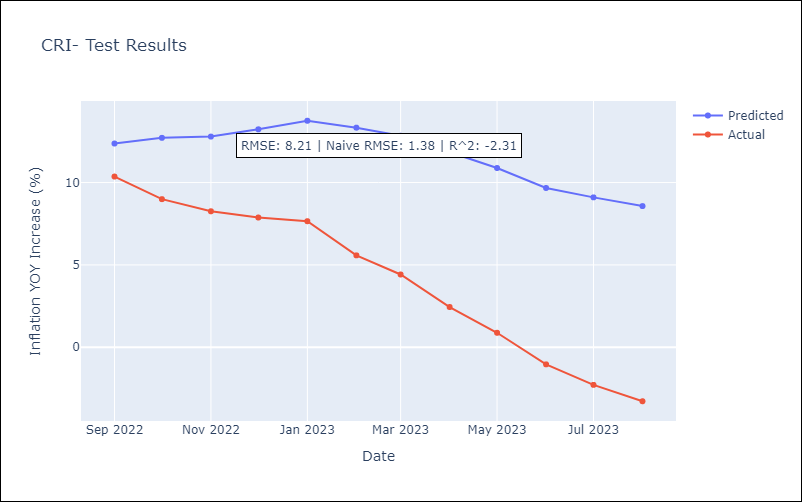 CRI- Test Results
Predicted
Actual
RMSE: 8.21 | Naive RMSE: 1.38 | R^2: -2.31
Inflation YOY Increase (%)
10
5
0
Sep 2022
Nov 2022
Jan 2023
Mar 2023
May 2023
Jul 2023
Date